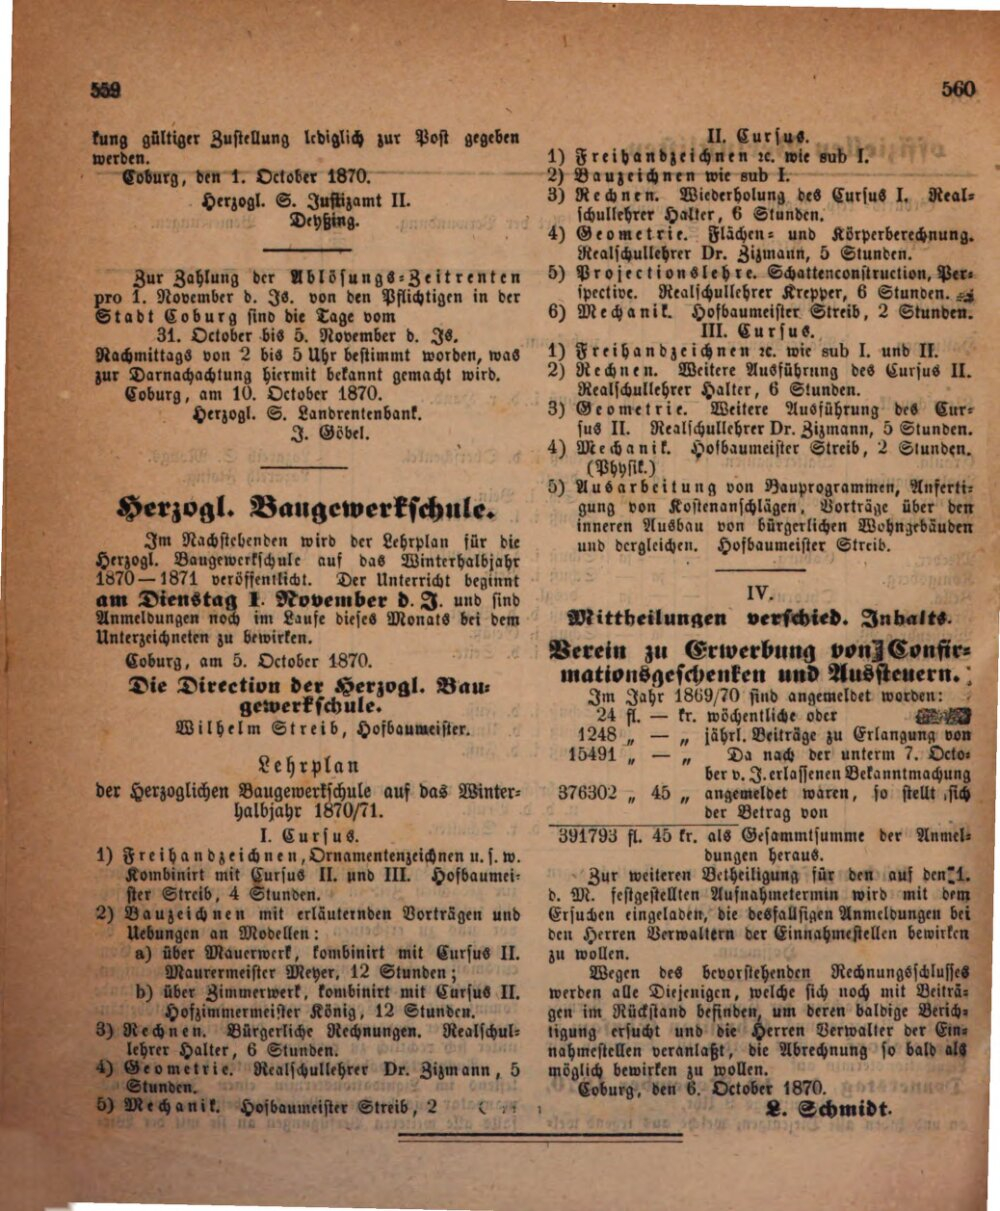 559
kung gültiger Zustellung lediglich zur Post gegeben
werden.
Coburg, den 1. October 1870.
Herzogl. S. Justizamt II.
Deyßing.
Zur Zahlung der Ablösungs-Zeitrenten
pro 1. November d. Js. von den Pflichtigen in der
Stadt Coburg sind die Tage vom
31. October bis 5. November d. Js.
Nachmittags von 2 bis 5 Uhr bestimmt worden, was
zur Darnachachtung hiermit bekannt gemacht wird.
Coburg, am 10. October 1870.
Herzogl. S. Landrentenbank.
J. Göbel.
Herzogl. Baugewerkschule.
Im Nachstehenden wird der Lehrplan für die
Herzogl. Baugewerkschule auf das Winterhalbjahr
1870—1871 veröffentlicht. Der Unterricht beginnt
am Dienstag 1. November d. J. und sind
Anmeldungen noch im Laufe dieses Monats bei dem
Unterzeichneten zu bewirken.
Coburg, am 5. October 1870.
Die Direction der Herzogl. Bau-
gewerkschule.
Wilhelm Streib, Hofbaumeister.
Lehrplan
der Herzoglichen Baugewerkschule auf das Winter-
halbjahr 1870/71.
I. Cursus.
1) Freihandzeichnen, Ornamentenzeichnen u. s. w.
Kombinirt mit Cursus II. und III. Hofbaumei-
ster Streib, 4 Stunden.
2) Bauzeichnen mit erläuternden Vorträgen und
Uebungen an Modellen:
a) über Mauerwerk, kombinirt mit Cursus II.
Maurermeister Meyer, 12 Stunden;
b) über Zimmerwerk, kombinirt mit Cursus II.
Hofzimmermeister König, 12 Stunden.
3) Rechnen. Bürgerliche Rechnungen. Realschul-
lehrer Halter, 6 Stunden.
4) Geometrie. Realschullehrer Dr. Zizmann, 5
Stunden.
5) Mechanik. Hofbaumeister Streib, 2
560
II. Cursus.
1) Freihandzeichnen ꝛc. wie sub I.
2) Bauzeichnen wie sub I.
3) Rechnen. Wiederholung des Cursus I. Real-
schullehrer Halter, 6 Stunden.
4) Geometrie. Flächen- und Körperberechnung.
Realschullehrer Dr. Zizmann, 5 Stunden.
5) Projectionslehre. Schattenconstruction, Per-
spective. Realschullehrer Krepper, 6 Stunden.
6) Mechanik. Hofbaumeister Streib, 2 Stunden.
III. Cursus.
1) Freihandzeichnen ꝛc. wie sub I. und II.
2) Rechnen. Weitere Ausführung des Cursus II.
Realschullehrer Halter, 6 Stunden.
3) Geometrie. Weitere Ausführung des Cur-
sus II. Realschullehrer Dr. Zizmann, 5 Stunden.
4) Mechanik. Hofbaumeister Streib, 2 Stunden.
(Physik.)
5) Ausarbeitung von Bauprogrammen, Anferti-
gung von Kostenanschlägen, Vorträge über den
inneren Ausbau von bürgerlichen Wohngebäuden
und dergleichen. Hofbaumeister Streib.
IV.
Mittheilungen verschied. Inhalts.
Verein zu Erwerbung von Confir-
mationsgeschenken und Aussteuern.
Im Jahr 1869/70 sind angemeldet worden:
24 fl. — kr. wöchentliche oder
1248 „ — „ jährl. Beiträge zu Erlangung von
15491 „ — „ Da nach der unterm 7. Octo-
ber v. J. erlassenen Bekanntmachung
376302 „ 45 „ angemeldet waren, so stellt sich
der Betrag von
391793 fl. 45 kr. als Gesammtsumme der Anmel-
dungen heraus.
Zur weiteren Betheiligung für den auf den 1.
d. M. festgestellten Aufnahmetermin wird mit dem
Ersuchen eingeladen, die desfallsigen Anmeldungen bei
den Herren Verwaltern der Einnahmestellen bewirken
zu wollen.
Wegen des bevorstehenden Rechnungsschlusses
werden alle Diejenigen, welche sich noch mit Beiträ-
gen im Rückstand befinden, um deren baldige Berich-
tigung ersucht und die Herren Verwalter der Ein-
nahmestellen veranlaßt, die Abrechnung so bald als
möglich bewirken zu wollen.
Coburg, den 6. October 1870.
L. Schmidt.